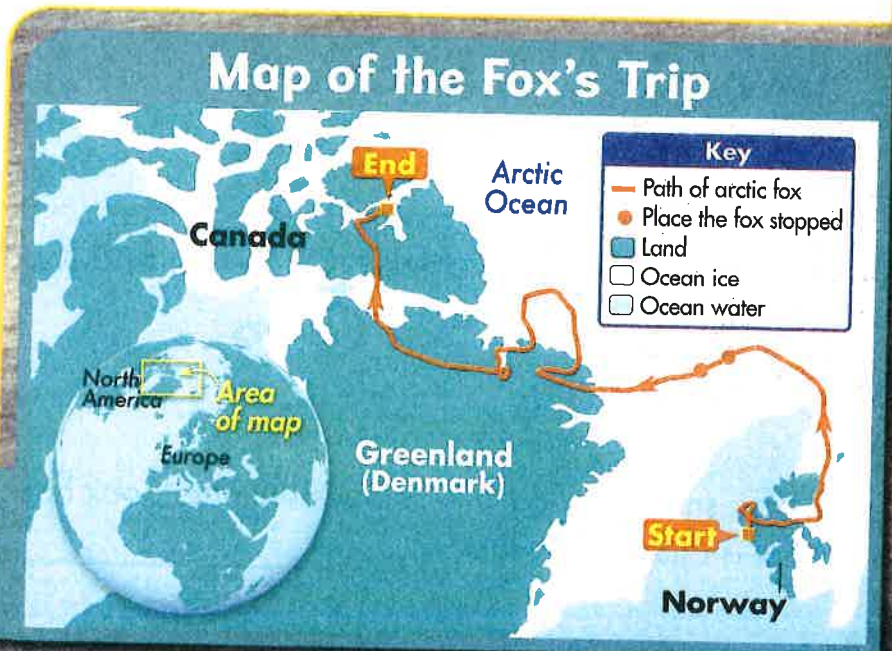 Map of the Fox's Trip
End
Arctic
Ocean
Canada
Key
Path of arctic fox
Place the fox stopped
Land
Ocean ice
Ocean water
North
America
Area
of map
Europe
Greenland
(Denmark)
Start
Norway